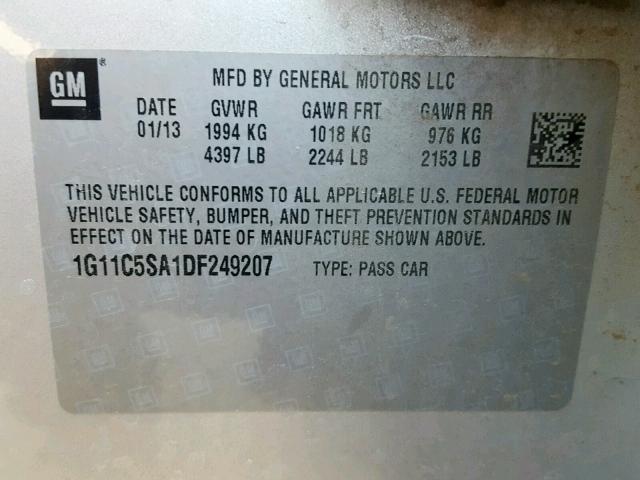 GM ®
MFD BY GENERAL MOTORS LLC
DATE GVWR GAWR FRT GAWR RR
01/13 1994 KG 1018 KG 976 KG
4397 LB 2244 LB 2153 LB
THIS VEHICLE CONFORMS TO ALL APPLICABLE U.S. FEDERAL MOTOR
VEHICLE SAFETY, BUMPER, AND THEFT PREVENTION STANDARDS IN
EFFECT ON THE DATE OF MANUFACTURE SHOWN ABOVE.
1G11C5SA1DF249207 TYPE: PASS CAR